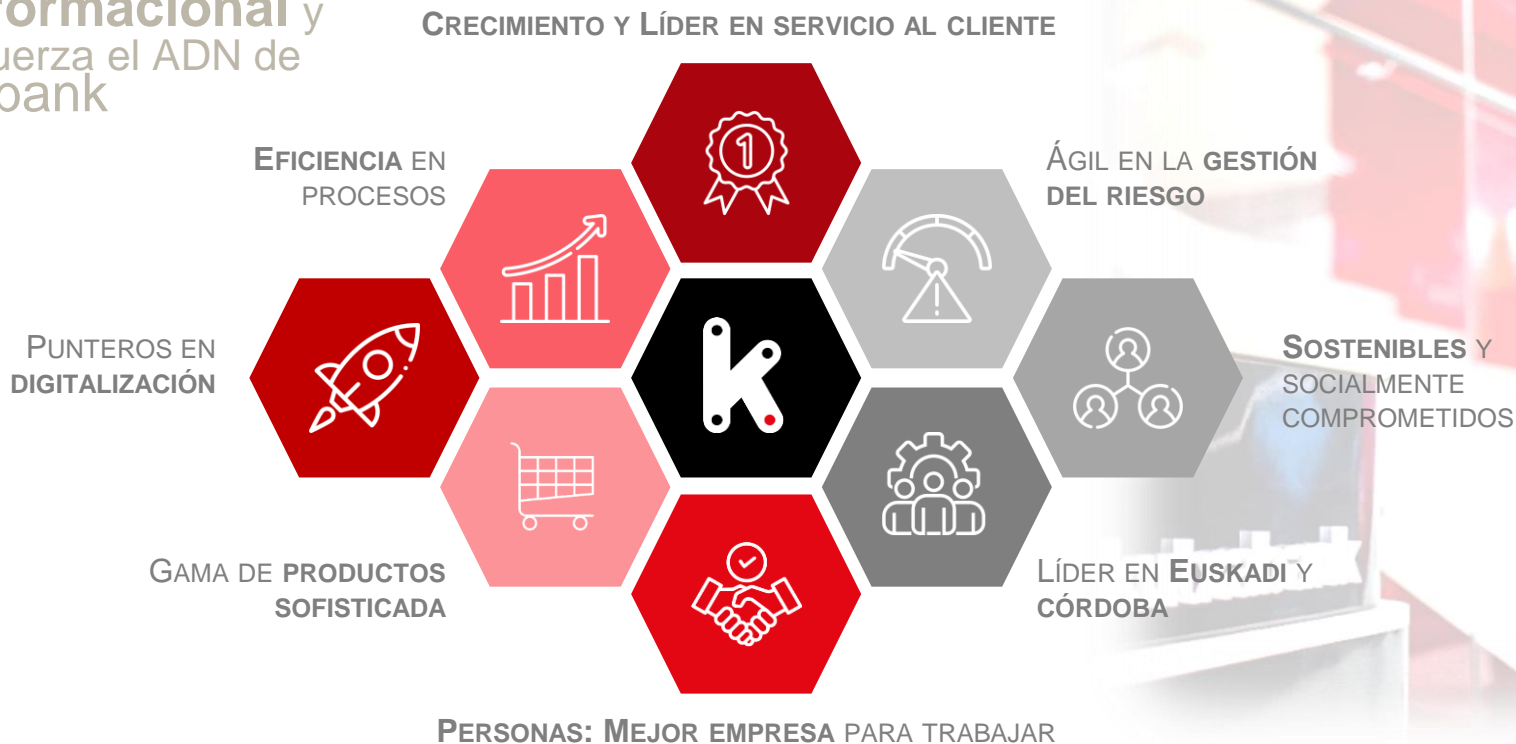 formacional y
uerza el ADN de
bank
CRECIMIENTO Y LÍDER EN SERVICIO AL CLIENTE
EFICIENCIA EN
PROCESOS
1
ÁGIL EN LA GESTIÓN
DEL RIESGO
PUNTEROS EN
DIGITALIZACIÓN
k
SOSTENIBLES Y
SOCIALMENTE
COMPROMETIDOS
GAMA DE PRODUCTOS
SOFISTICADA
LÍDER EN EUSKADI Y
CÓRDOBA
PERSONAS: MEJOR EMPRESA PARA TRABAJAR